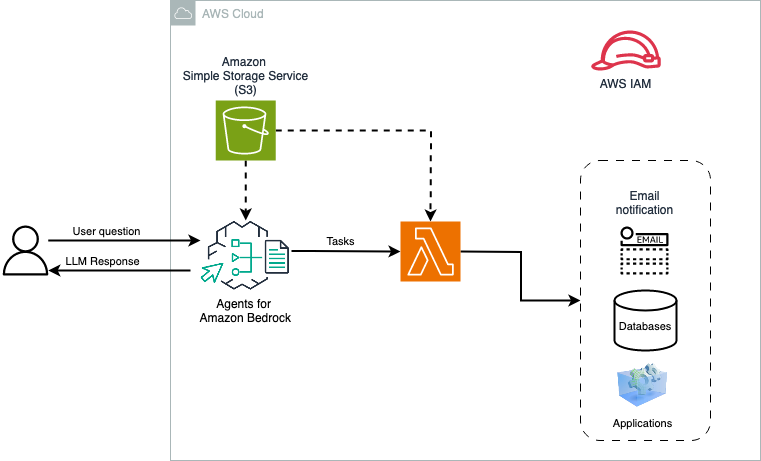 AWS Cloud
Amazon
Simple Storage Service
(S3)
AWS IAM
User question
LLM Response
Tasks
Agents for
Amazon Bedrock
Email
notification
EMAIL
Databases
Applications